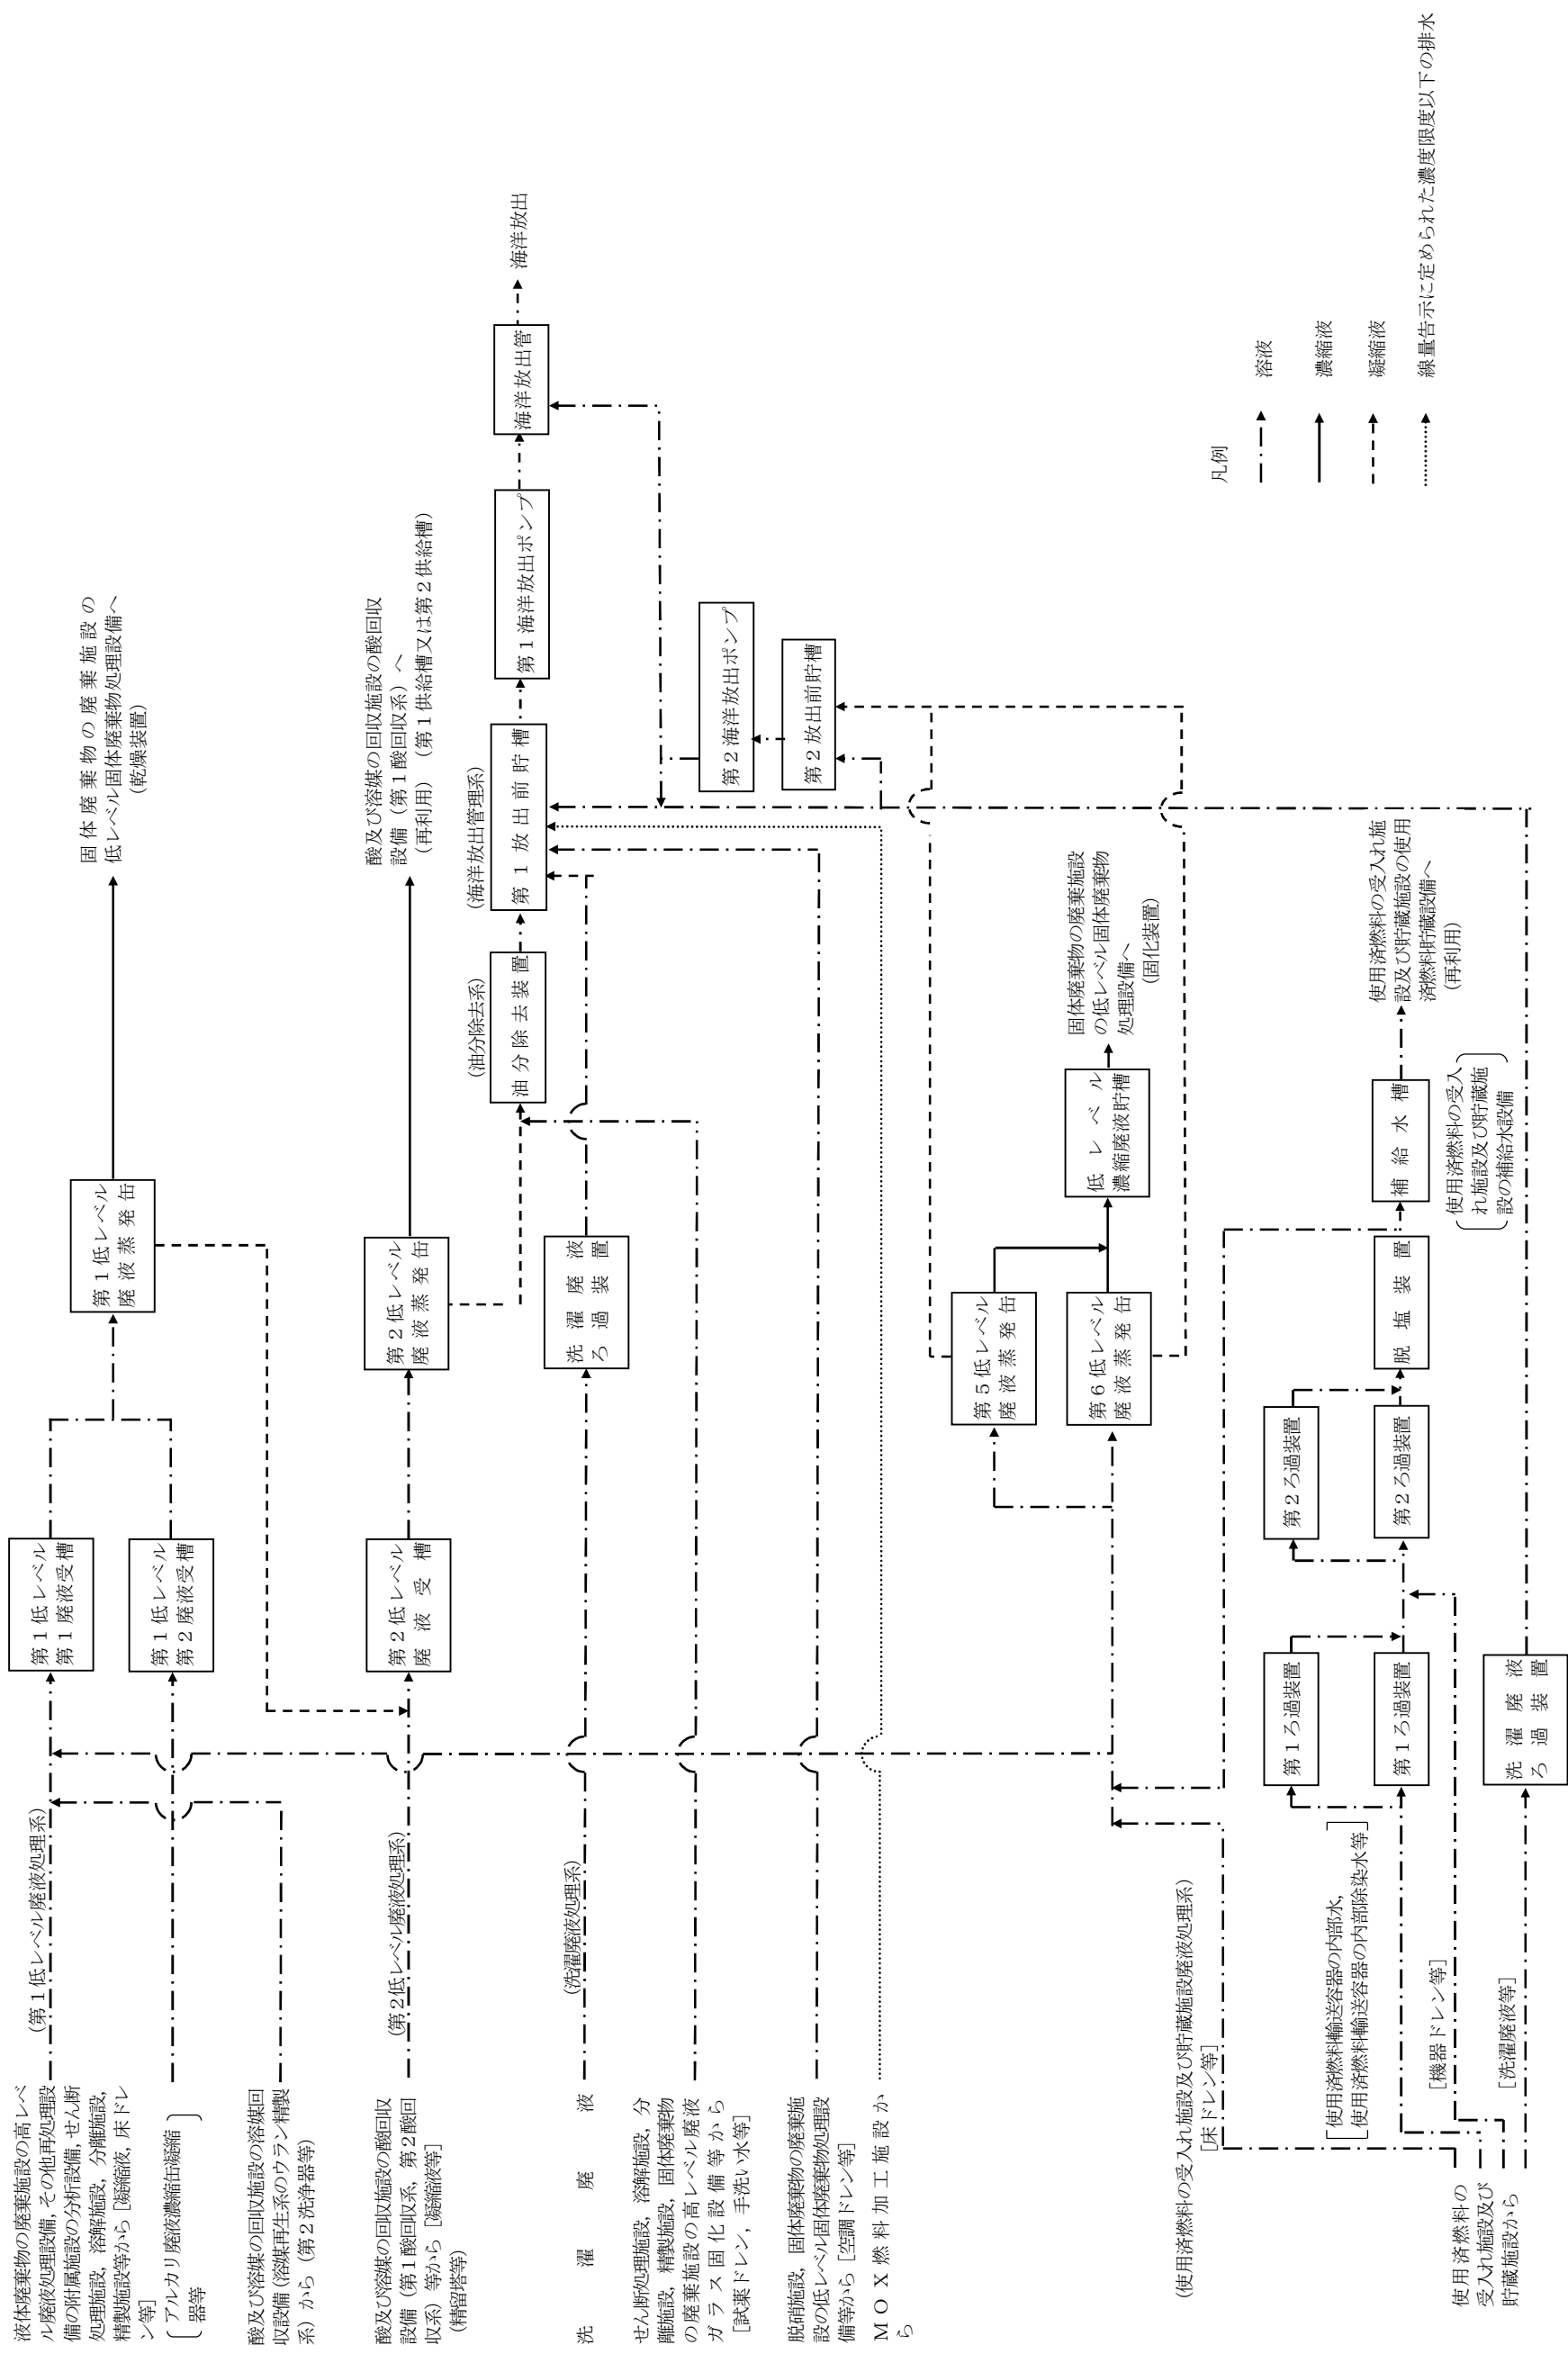 液体廃棄物の廃棄施設の高レベ
ル廃液処理設備,その他再処理設
備の附属施設の分析設備,せん断
処理施設,溶解施設,分離施設,
精製施設等から[凝縮液,床ドレ
ン等]
アルカリ廃液濃縮缶凝縮
器等
(第1低レベル廃液処理系)
第1低レベル
第1廃液受槽
第1低レベル
第2廃液受槽
第1低レベル
廃液蒸発缶
固体廃棄物の廃棄施設の
低レベル固体廃棄物処理設備へ
(乾燥装置)
酸及び溶媒の回収施設の溶媒回
収設備(溶媒再生系のウラン精製
系)から(第2洗浄器等)
酸及び溶媒の回収施設の酸回収
設備(第1酸回収系,第2酸回
収系)等から[凝縮液等]
(精留塔等)
(第2低レベル廃液処理系)
第2低レベル
廃液受槽
第2低レベル
廃液蒸発缶
酸及び溶媒の回収施設の酸回収
設備(第1酸回収系)へ
(再利用)(第1供給槽又は第2供給槽)
(油分除去系)
油分除去装置
(海洋放出管理系)
第1放出前貯槽
第1海洋放出ポンプ
海洋放出管
海洋放出
洗濯廃液
(洗濯廃液処理系)
洗濯廃液
ろ過装置
せん断処理施設,溶解施設,分
離施設,精製施設,固体廃棄物
の廃棄施設の高レベル廃液
ガラス固化設備等から
[試薬ドレン,手洗い水等]
第2海洋放出ポンプ
第2放出前貯槽
脱硝施設,固体廃棄物の廃棄施
設の低レベル固体廃棄物処理設
備等から[空調ドレン等]
MOX燃料加工施設か
ら
第5低レベル
廃液蒸発缶
第6低レベル
廃液蒸発缶
低レベル
濃縮廃液貯槽
固体廃棄物の廃棄施設
の低レベル固体廃棄物
処理設備へ
(固化装置)
(使用済燃料の受入れ施設及び貯蔵施設廃液処理系)
[床ドレン等]
使用済燃料輸送容器の内部水,
使用済燃料輸送容器の内部除染水等
[機器ドレン等]
[洗濯廃液等]
使用済燃料の
受入れ施設及び
貯蔵施設から
第1ろ過装置
第1ろ過装置
第2ろ過装置
第2ろ過装置
脱塩装置
補給水槽
使用済燃料の受入れ施
設及び貯蔵施設の使用
済燃料貯蔵設備へ
(再利用)
使用済燃料の受入
れ施設及び貯蔵施
設の補給水設備
洗濯廃液
ろ過装置
凡例
溶液
濃縮液
凝縮液
線量告示に定められた濃度限度以下の排水